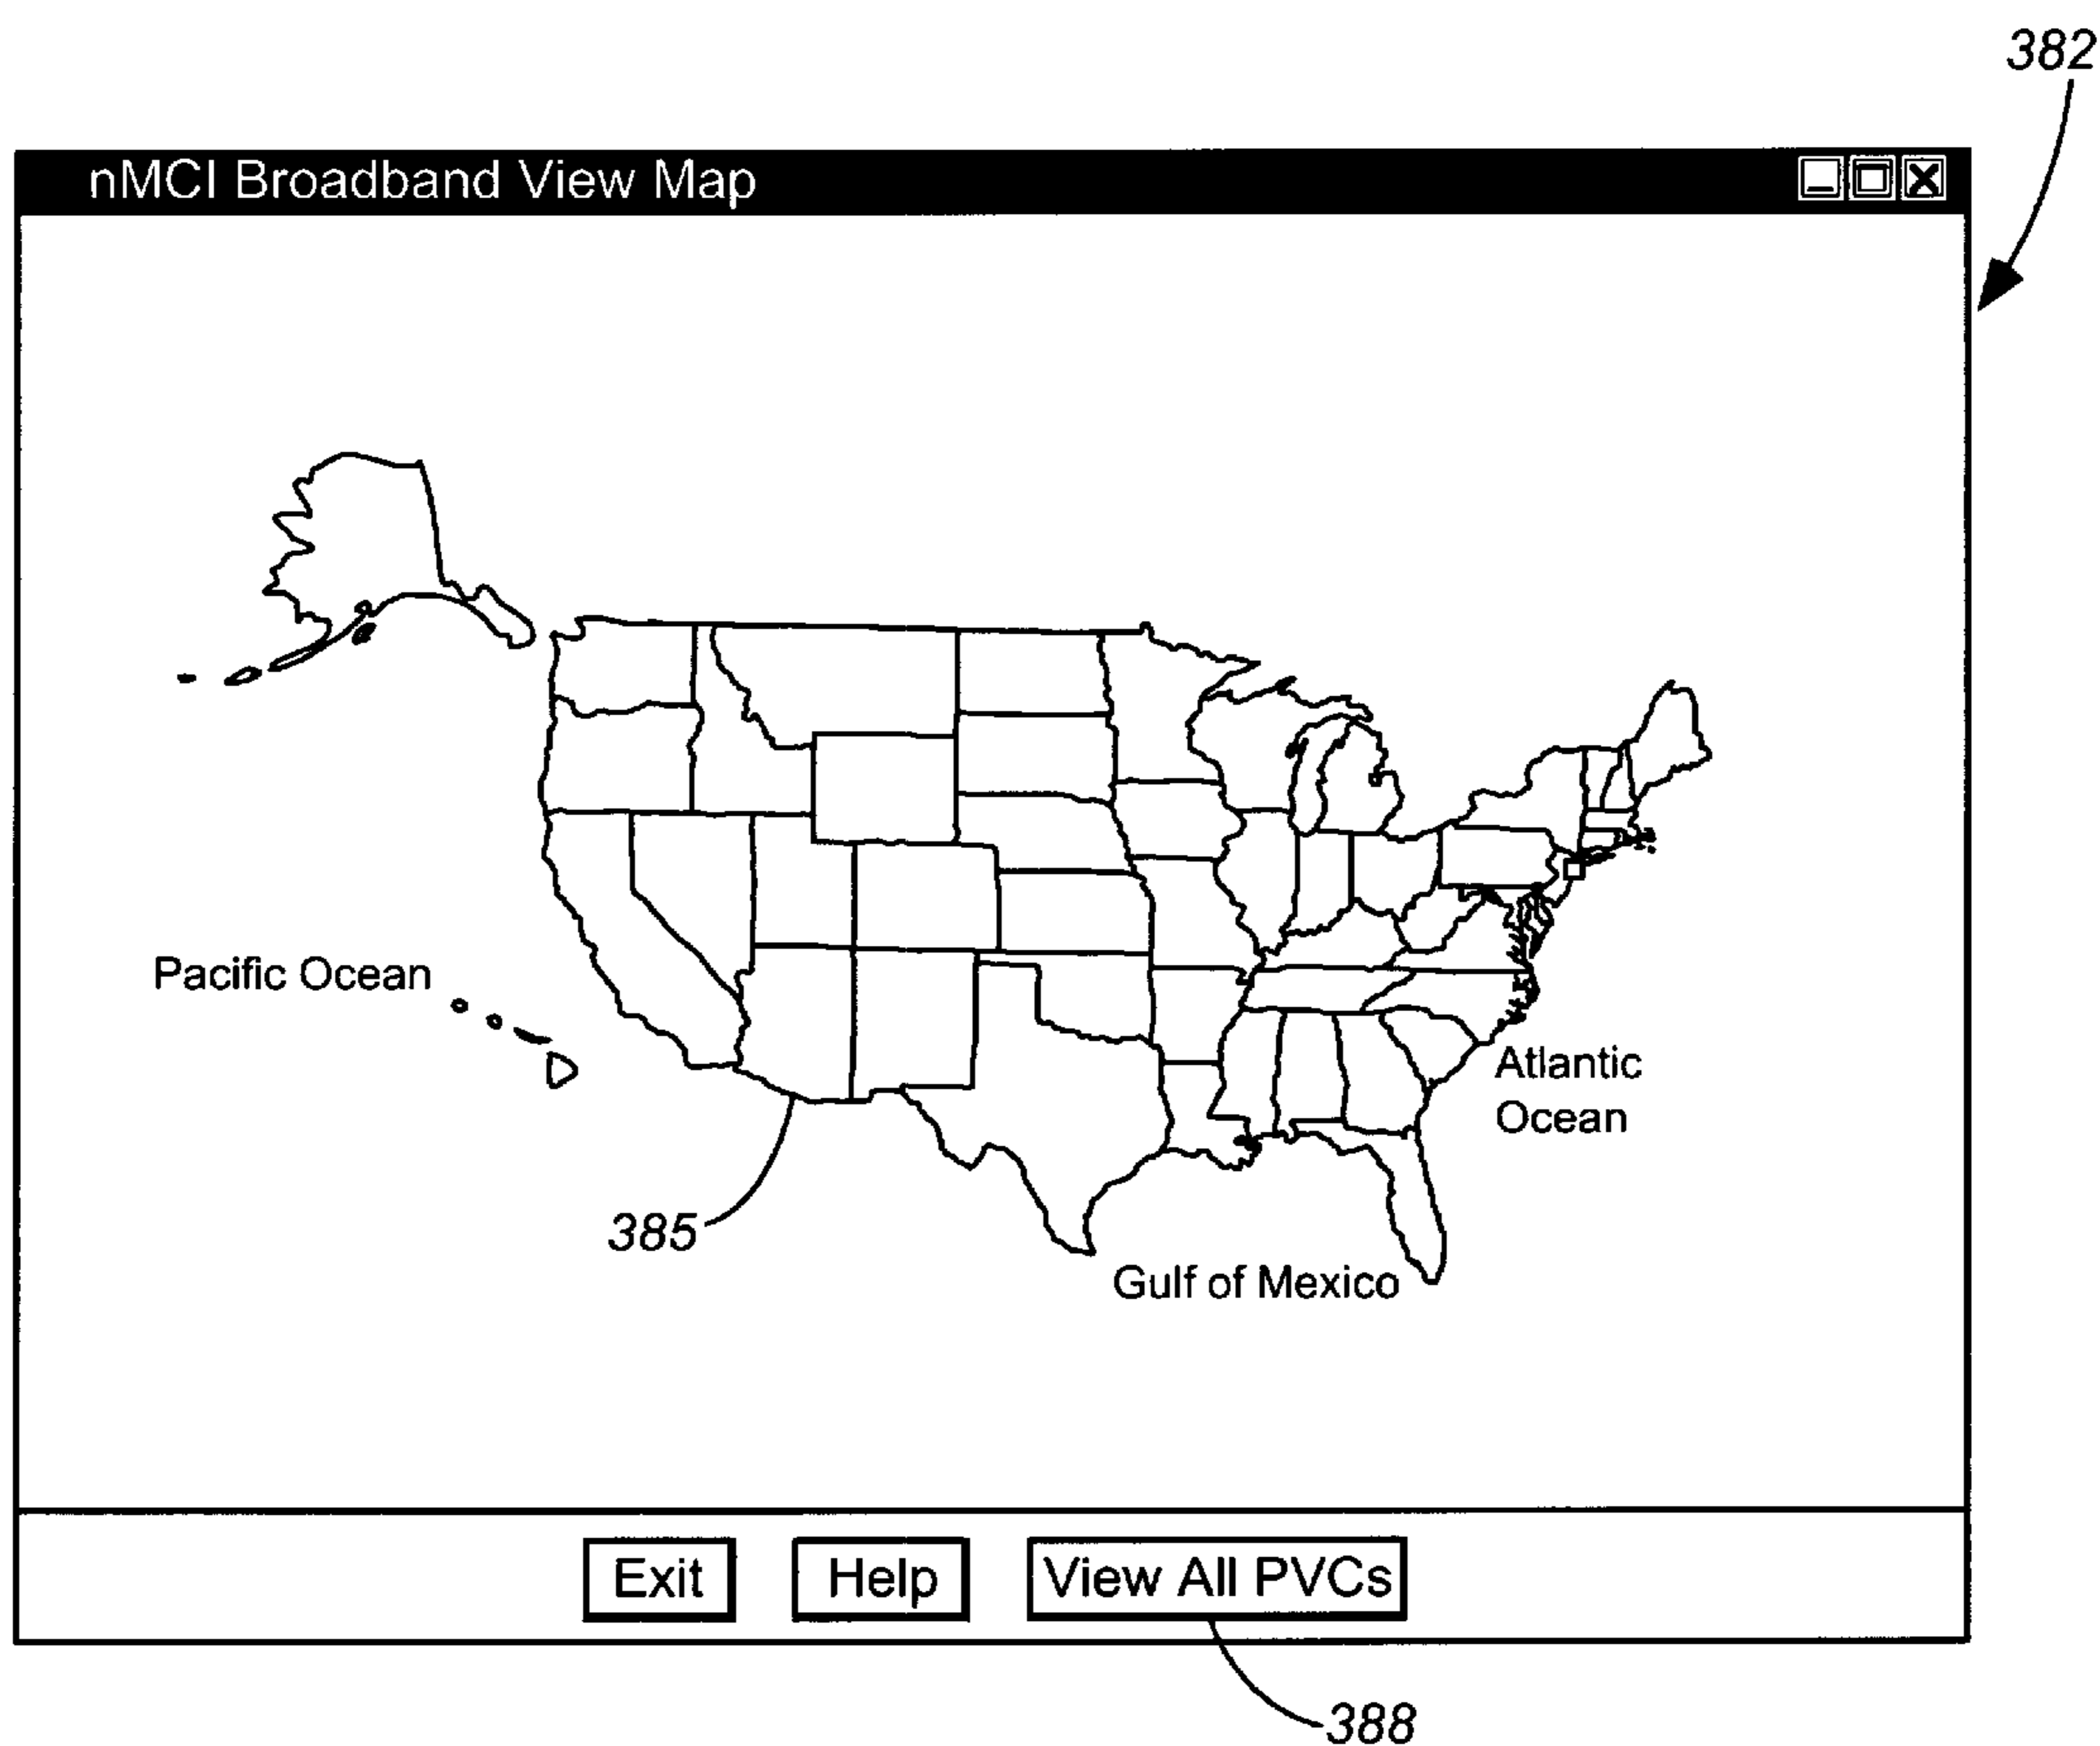 382
nMCI Broadband View Map
Pacific Ocean
Atlantic
Ocean
385
Gulf of Mexico
Exit
Help
View All PVCs
388